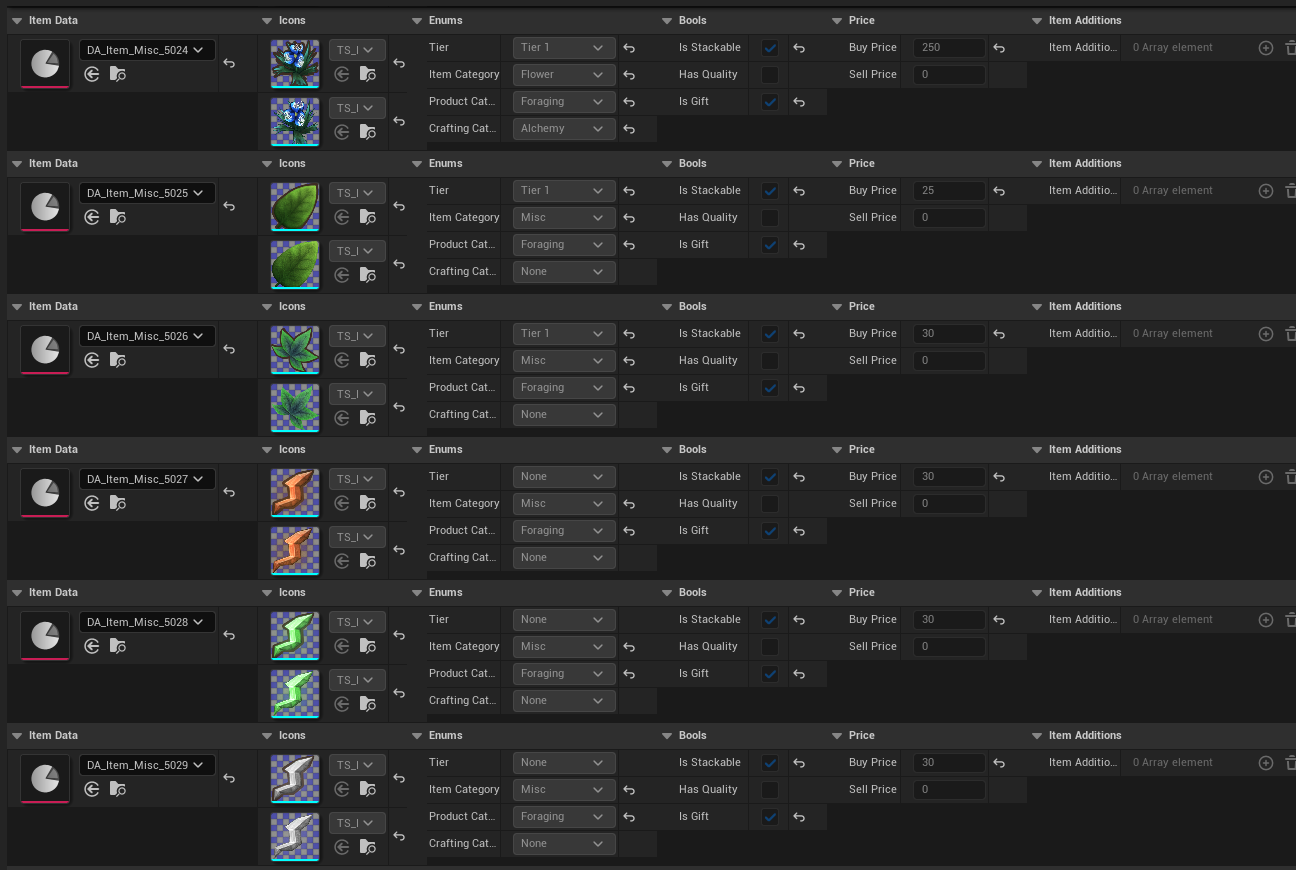 Item Data Icons Enums Bools Price Item Additions
DA_Item_Misc_5024 TS_I Tier Tier 1 Is Stackable Buy Price 250 Item Additio... 0 Array element
Item Category Flower Has Quality Sell Price 0
TS_I Product Cat... Foraging Is Gift
Crafting Cat... Alchemy
Item Data Icons Enums Bools Price Item Additions
DA_Item_Misc_5025 TS_I Tier Tier 1 Is Stackable Buy Price 25 Item Additio... 0 Array element
Item Category Misc Has Quality Sell Price 0
TS_I Product Cat... Foraging Is Gift
Crafting Cat... None
Item Data Icons Enums Bools Price Item Additions
DA_Item_Misc_5026 TS_I Tier Tier 1 Is Stackable Buy Price 30 Item Additio... 0 Array element
Item Category Misc Has Quality Sell Price 0
TS_I Product Cat... Foraging Is Gift
Crafting Cat... None
Item Data Icons Enums Bools Price Item Additions
DA_Item_Misc_5027 TS_I Tier None Is Stackable Buy Price 30 Item Additio... 0 Array element
Item Category Misc Has Quality Sell Price 0
TS_I Product Cat... Foraging Is Gift
Crafting Cat... None
Item Data Icons Enums Bools Price Item Additions
DA_Item_Misc_5028 TS_I Tier None Is Stackable Buy Price 30 Item Additio... 0 Array element
Item Category Misc Has Quality Sell Price 0
TS_I Product Cat... Foraging Is Gift
Crafting Cat... None
Item Data Icons Enums Bools Price Item Additions
DA_Item_Misc_5029 TS_I Tier None Is Stackable Buy Price 30 Item Additio... 0 Array element
Item Category Misc Has Quality Sell Price 0
TS_I Product Cat... Foraging Is Gift
Crafting Cat... None